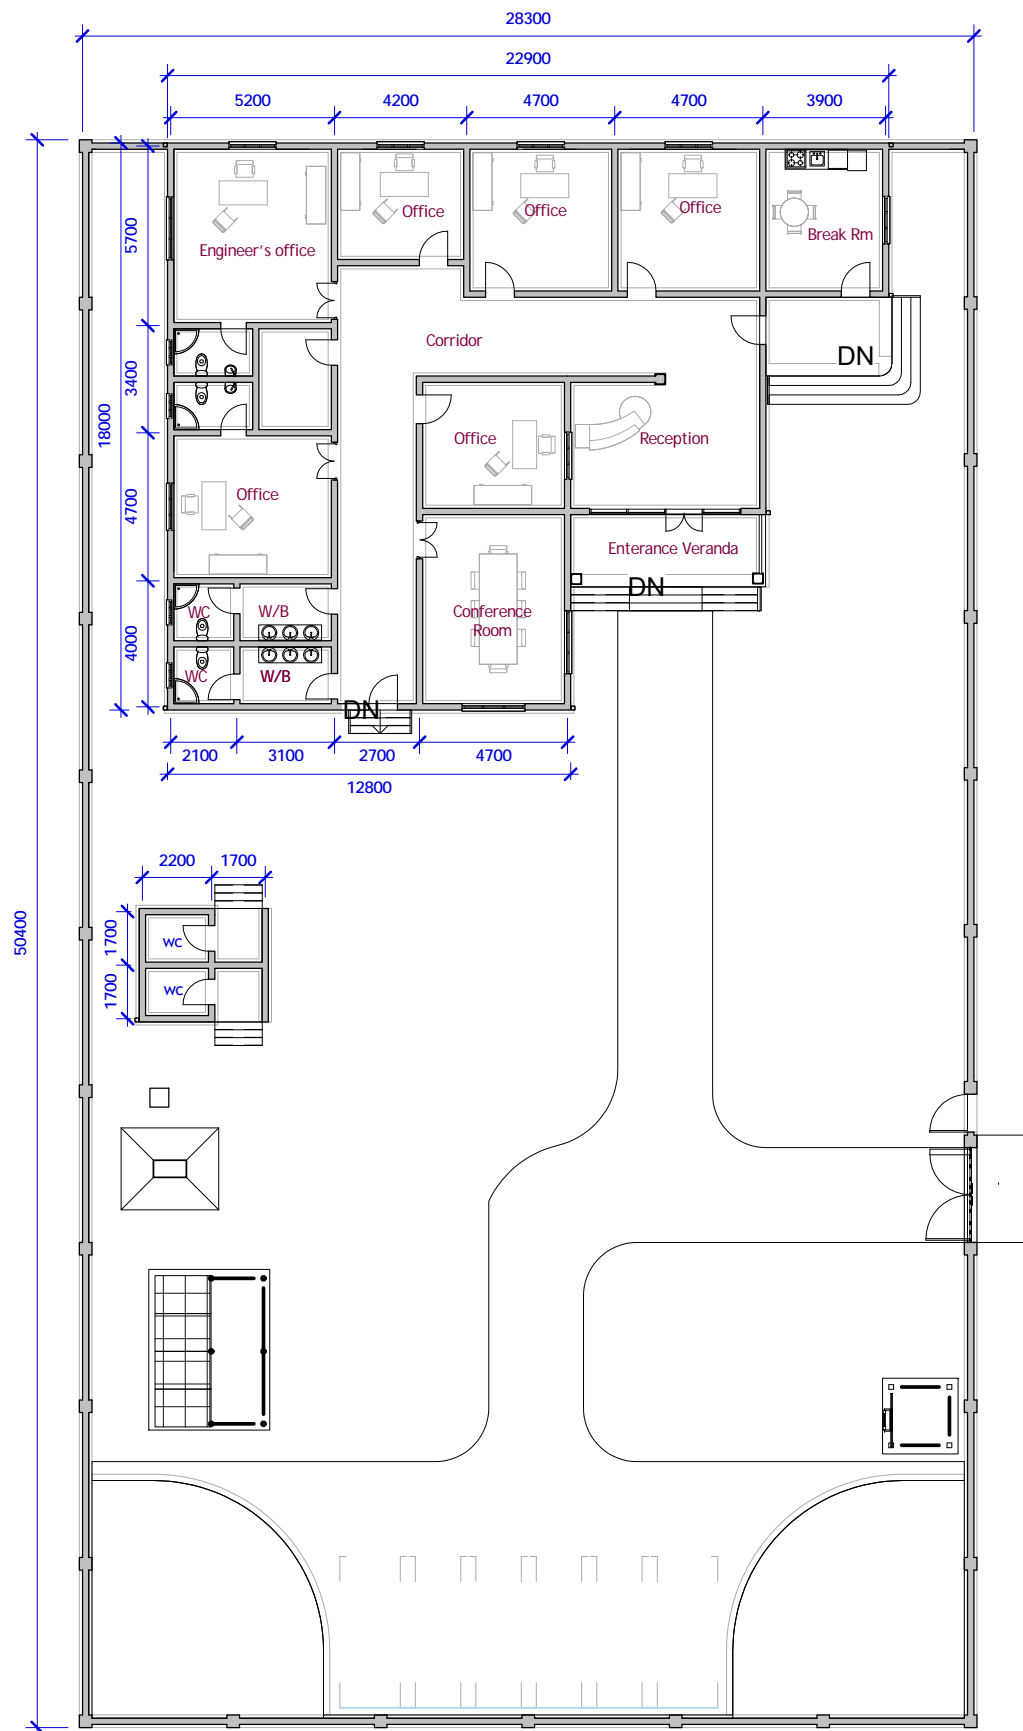 28300
22900
5200
4200
4700
4700
3900
5700
3400
18000
4700
4000
50400
Engineer's office
Office
Office
Office
Break Rm
Corridor
DN
Office
Reception
Office
Enterance Veranda
DN
WC
W/B
Conference
Room
WC
W/B
DN
2100
3100
2700
4700
12800
2200
1700
1700
1700
WC
WC